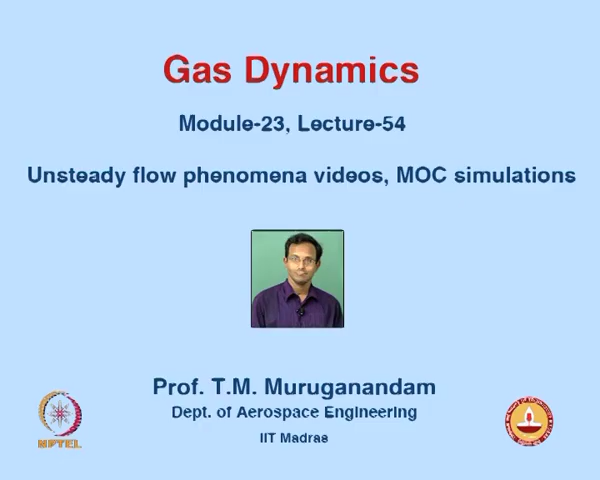 Gas Dynamics
Module-23, Lecture-54
Unsteady flow phenomena videos, MOC simulations
Prof. T.M. Muruganandam
Dept. of Aerospace Engineering
IIT Madras
NPTEL